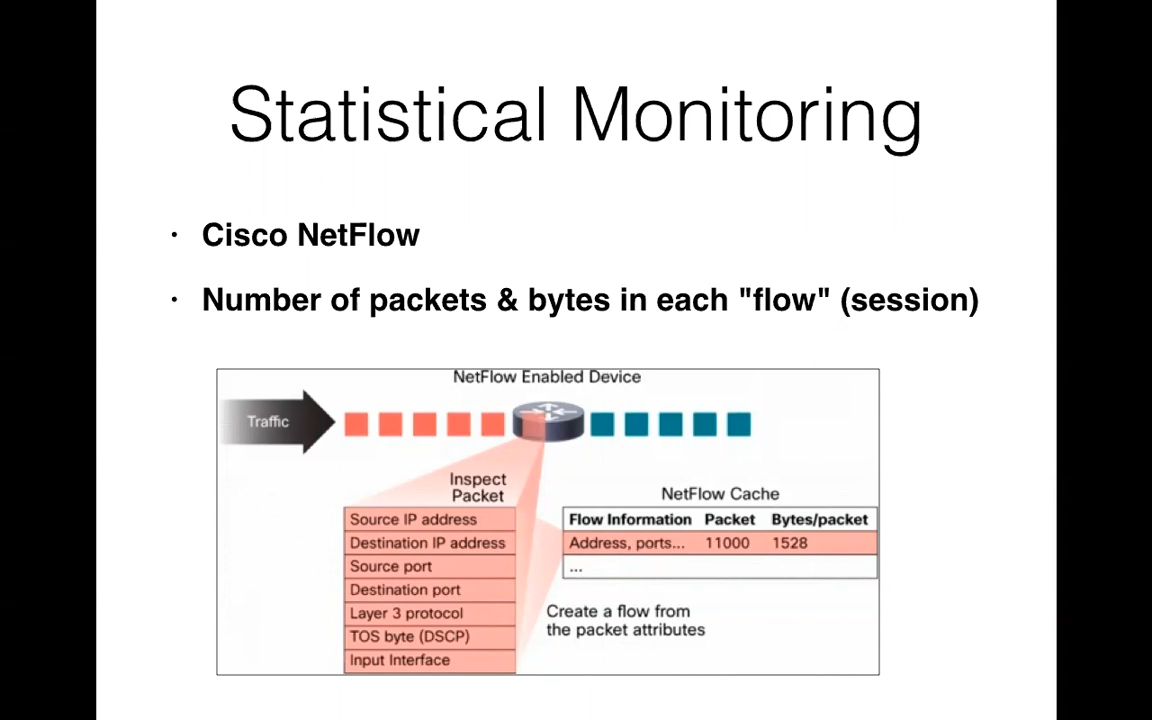 Statistical Monitoring
· Cisco NetFlow
· Number of packets & bytes in each "flow" (session)
NetFlow Enabled Device
Traffic
Inspect
Packet
Source IP address
Destination IP address
Source port
Destination port
Layer 3 protocol
TOS byte (DSCP)
Input Interface
NetFlow Cache
Flow Information Packet Bytes/packet
Address, ports... 11000 1528
...
Create a flow from
the packet attributes